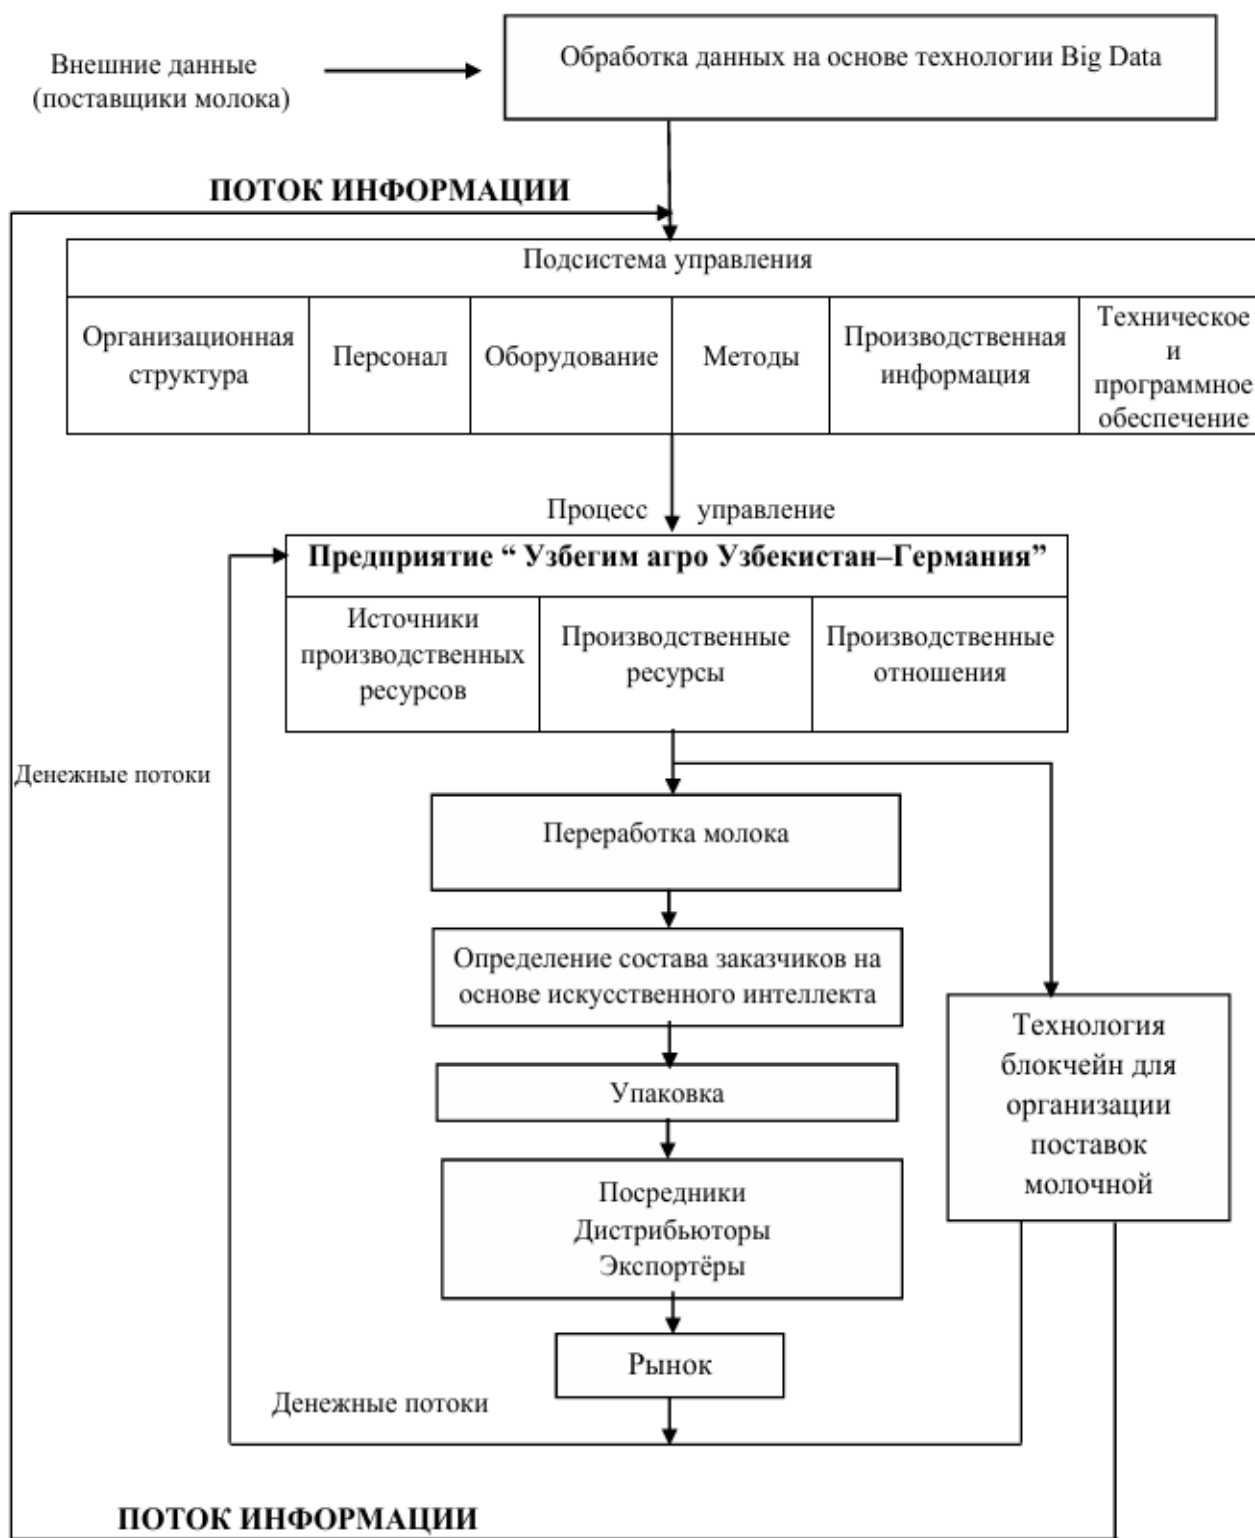 Обработка данных на основе технологии Big Data
Внешние данные
(поставщики молока)
ПОТОК ИНФОРМАЦИИ
Подсистема управления
Организационная
структура
Персонал
Оборудование
Методы
Производственная
информация
Техническое
и
программное
обеспечение
Процесс управление
Предприятие “ Узбегим агро Узбекистан–Германия”
Источники
производственных
ресурсов
Производственные
ресурсы
Производственные
отношения
Денежные потоки
Переработка молока
Определение состава заказчиков на
основе искусственного интеллекта
Технология
блокчейн для
организации
поставок
молочной
Упаковка
Посредники
Дистрибьюторы
Экспортёры
Рынок
Денежные потоки
ПОТОК ИНФОРМАЦИИ